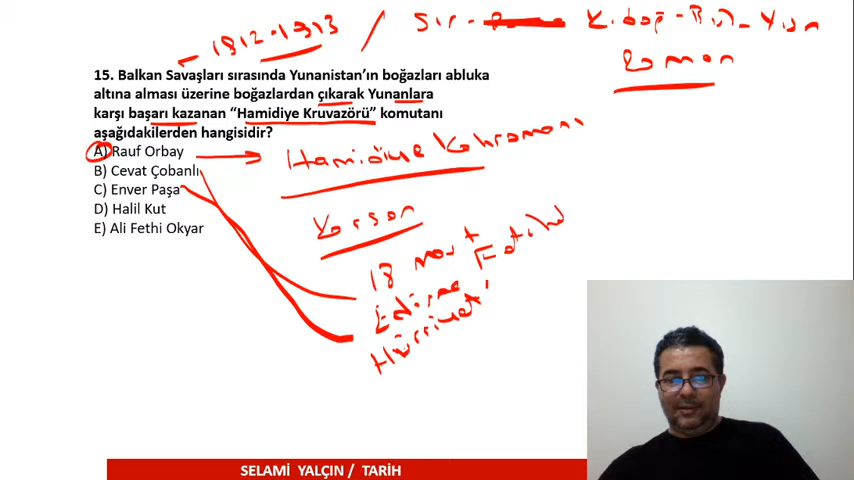 1912-1913 / Sır- K.dağ-Bul-Yun
Roman
15. Balkan Savaşları sırasında Yunanistan'ın boğazları abluka
altına alması üzerine boğazlardan çıkarak Yunanlara
karşı başarı kazanan “Hamidiye Kruvazörü” komutanı
aşağıdakilerden hangisidir?
A) Rauf Orbay
Hamidiye Kahramanı
B) Cevat Çobanlı
C) Enver Paşa
D) Halil Kut
E) Ali Fethi Okyar
18 mart
Edirne Fatihi
Hürriyet
SELAMİ YALÇIN / TARİH